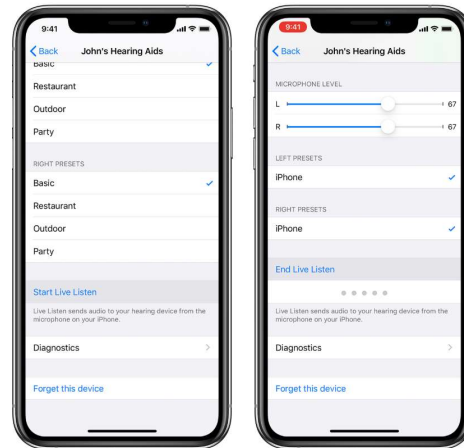 9:41
Back John's Hearing Aids
Basic
Restaurant
Outdoor
Party
RIGHT PRESETS
Basic
Restaurant
Outdoor
Party
Start Live Listen
Live Listen sends audio to your hearing device from the
microphone on your iPhone.
Diagnostics
Forget this device
9:41
Back John's Hearing Aids
MICROPHONE LEVEL
L 67
R 67
LEFT PRESETS
iPhone
RIGHT PRESETS
iPhone
End Live Listen
Live Listen sends audio to your hearing device from the
microphone on your iPhone.
Diagnostics
Forget this device